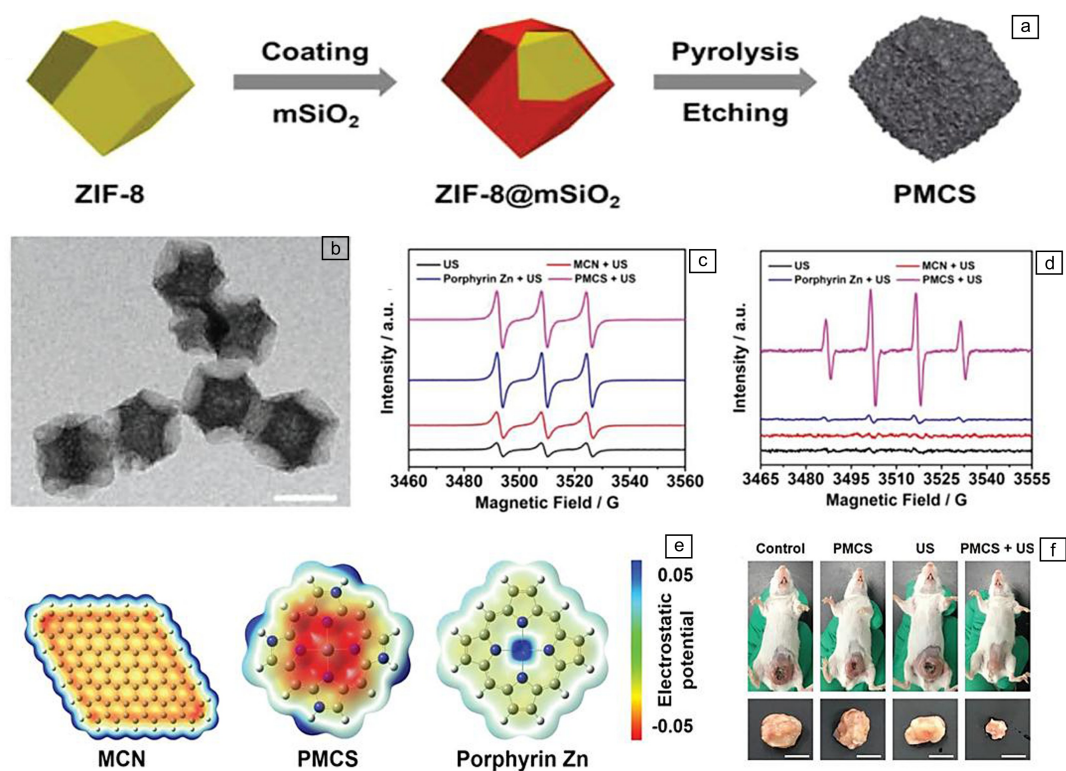 a
Coating
mSiO₂
Pyrolysis
Etching
ZIF-8
ZIF-8@mSiO₂
PMCS
b
c
US
MCN + US
Porphyrin Zn + US
PMCS + US
Intensity / a.u.
3460 3480 3500 3520 3540 3560
Magnetic Field / G
d
US
MCN + US
Porphyrin Zn + US
PMCS + US
Intensity / a.u.
3465 3480 3495 3510 3525 3540 3555
Magnetic Field / G
e
0.05
Electrostatic
potential
-0.05
MCN
PMCS
Porphyrin Zn
f
Control
PMCS
US
PMCS + US